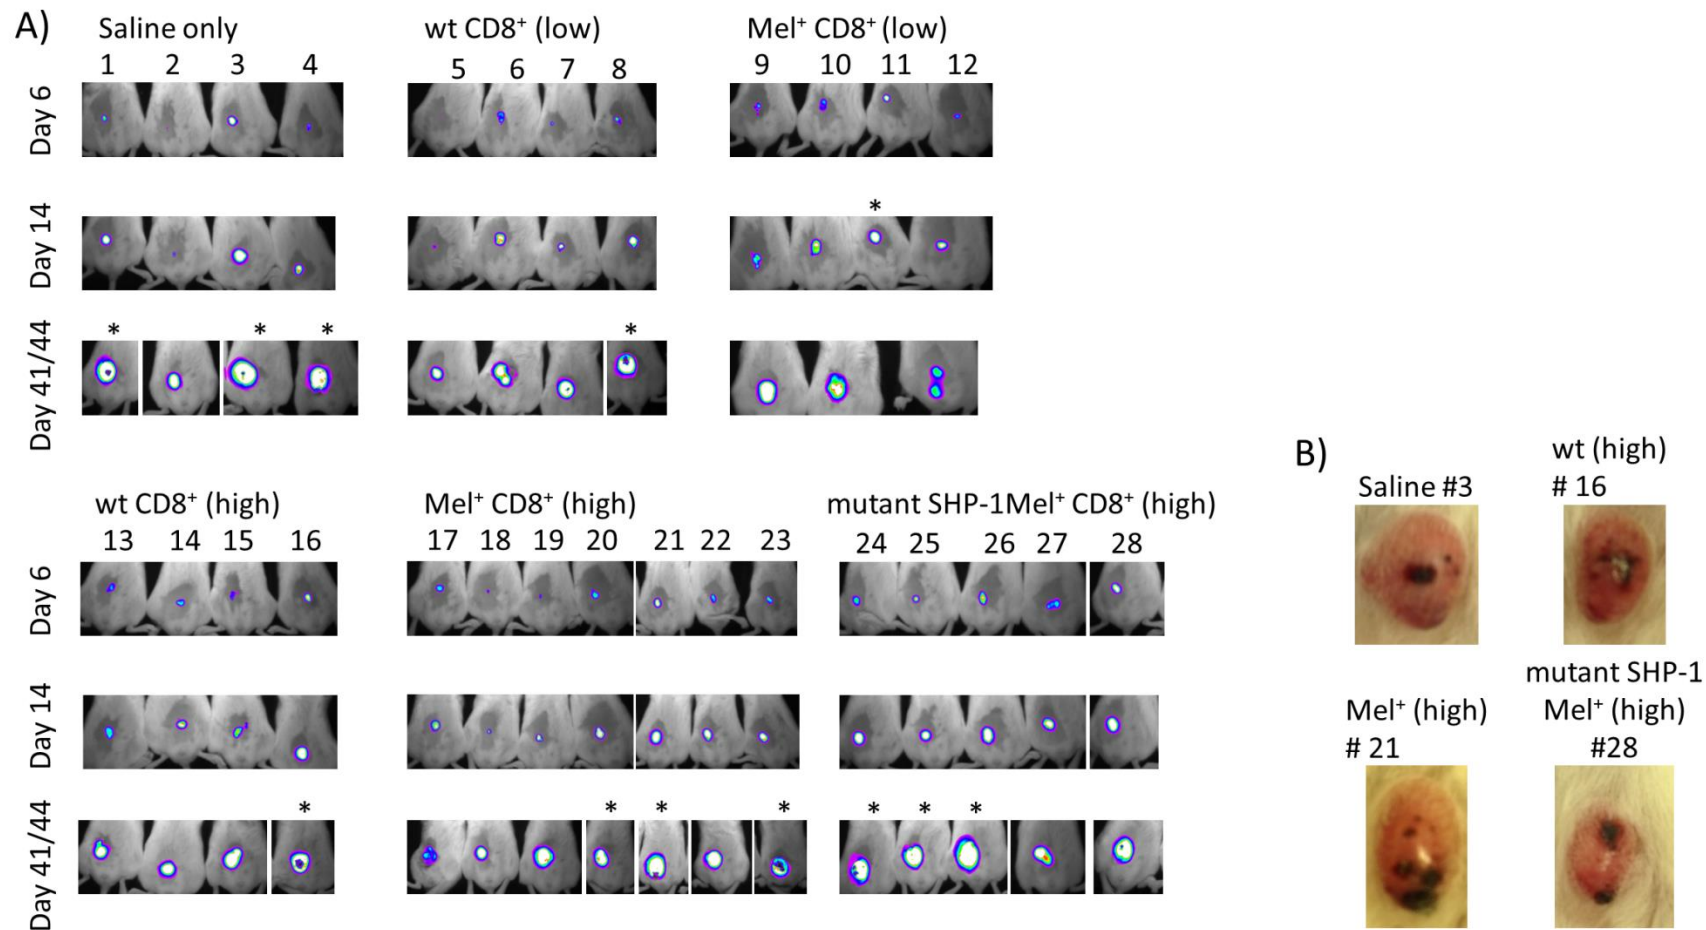 A)
Saline only
1 2 3 4
wt CD8⁺ (low)
5 6 7 8
Mel⁺ CD8⁺ (low)
9 10 11 12
Day 6
Day 14
*
Day 41/44
* * *
*
wt CD8⁺ (high)
13 14 15 16
Mel⁺ CD8⁺ (high)
17 18 19 20 21 22 23
mutant SHP-1Mel⁺ CD8⁺ (high)
24 25 26 27 28
Day 6
Day 14
Day 41/44
*
* * *
* * *
B)
Saline #3
wt (high)
# 16
Mel⁺ (high)
# 21
mutant SHP-1
Mel⁺ (high)
#28